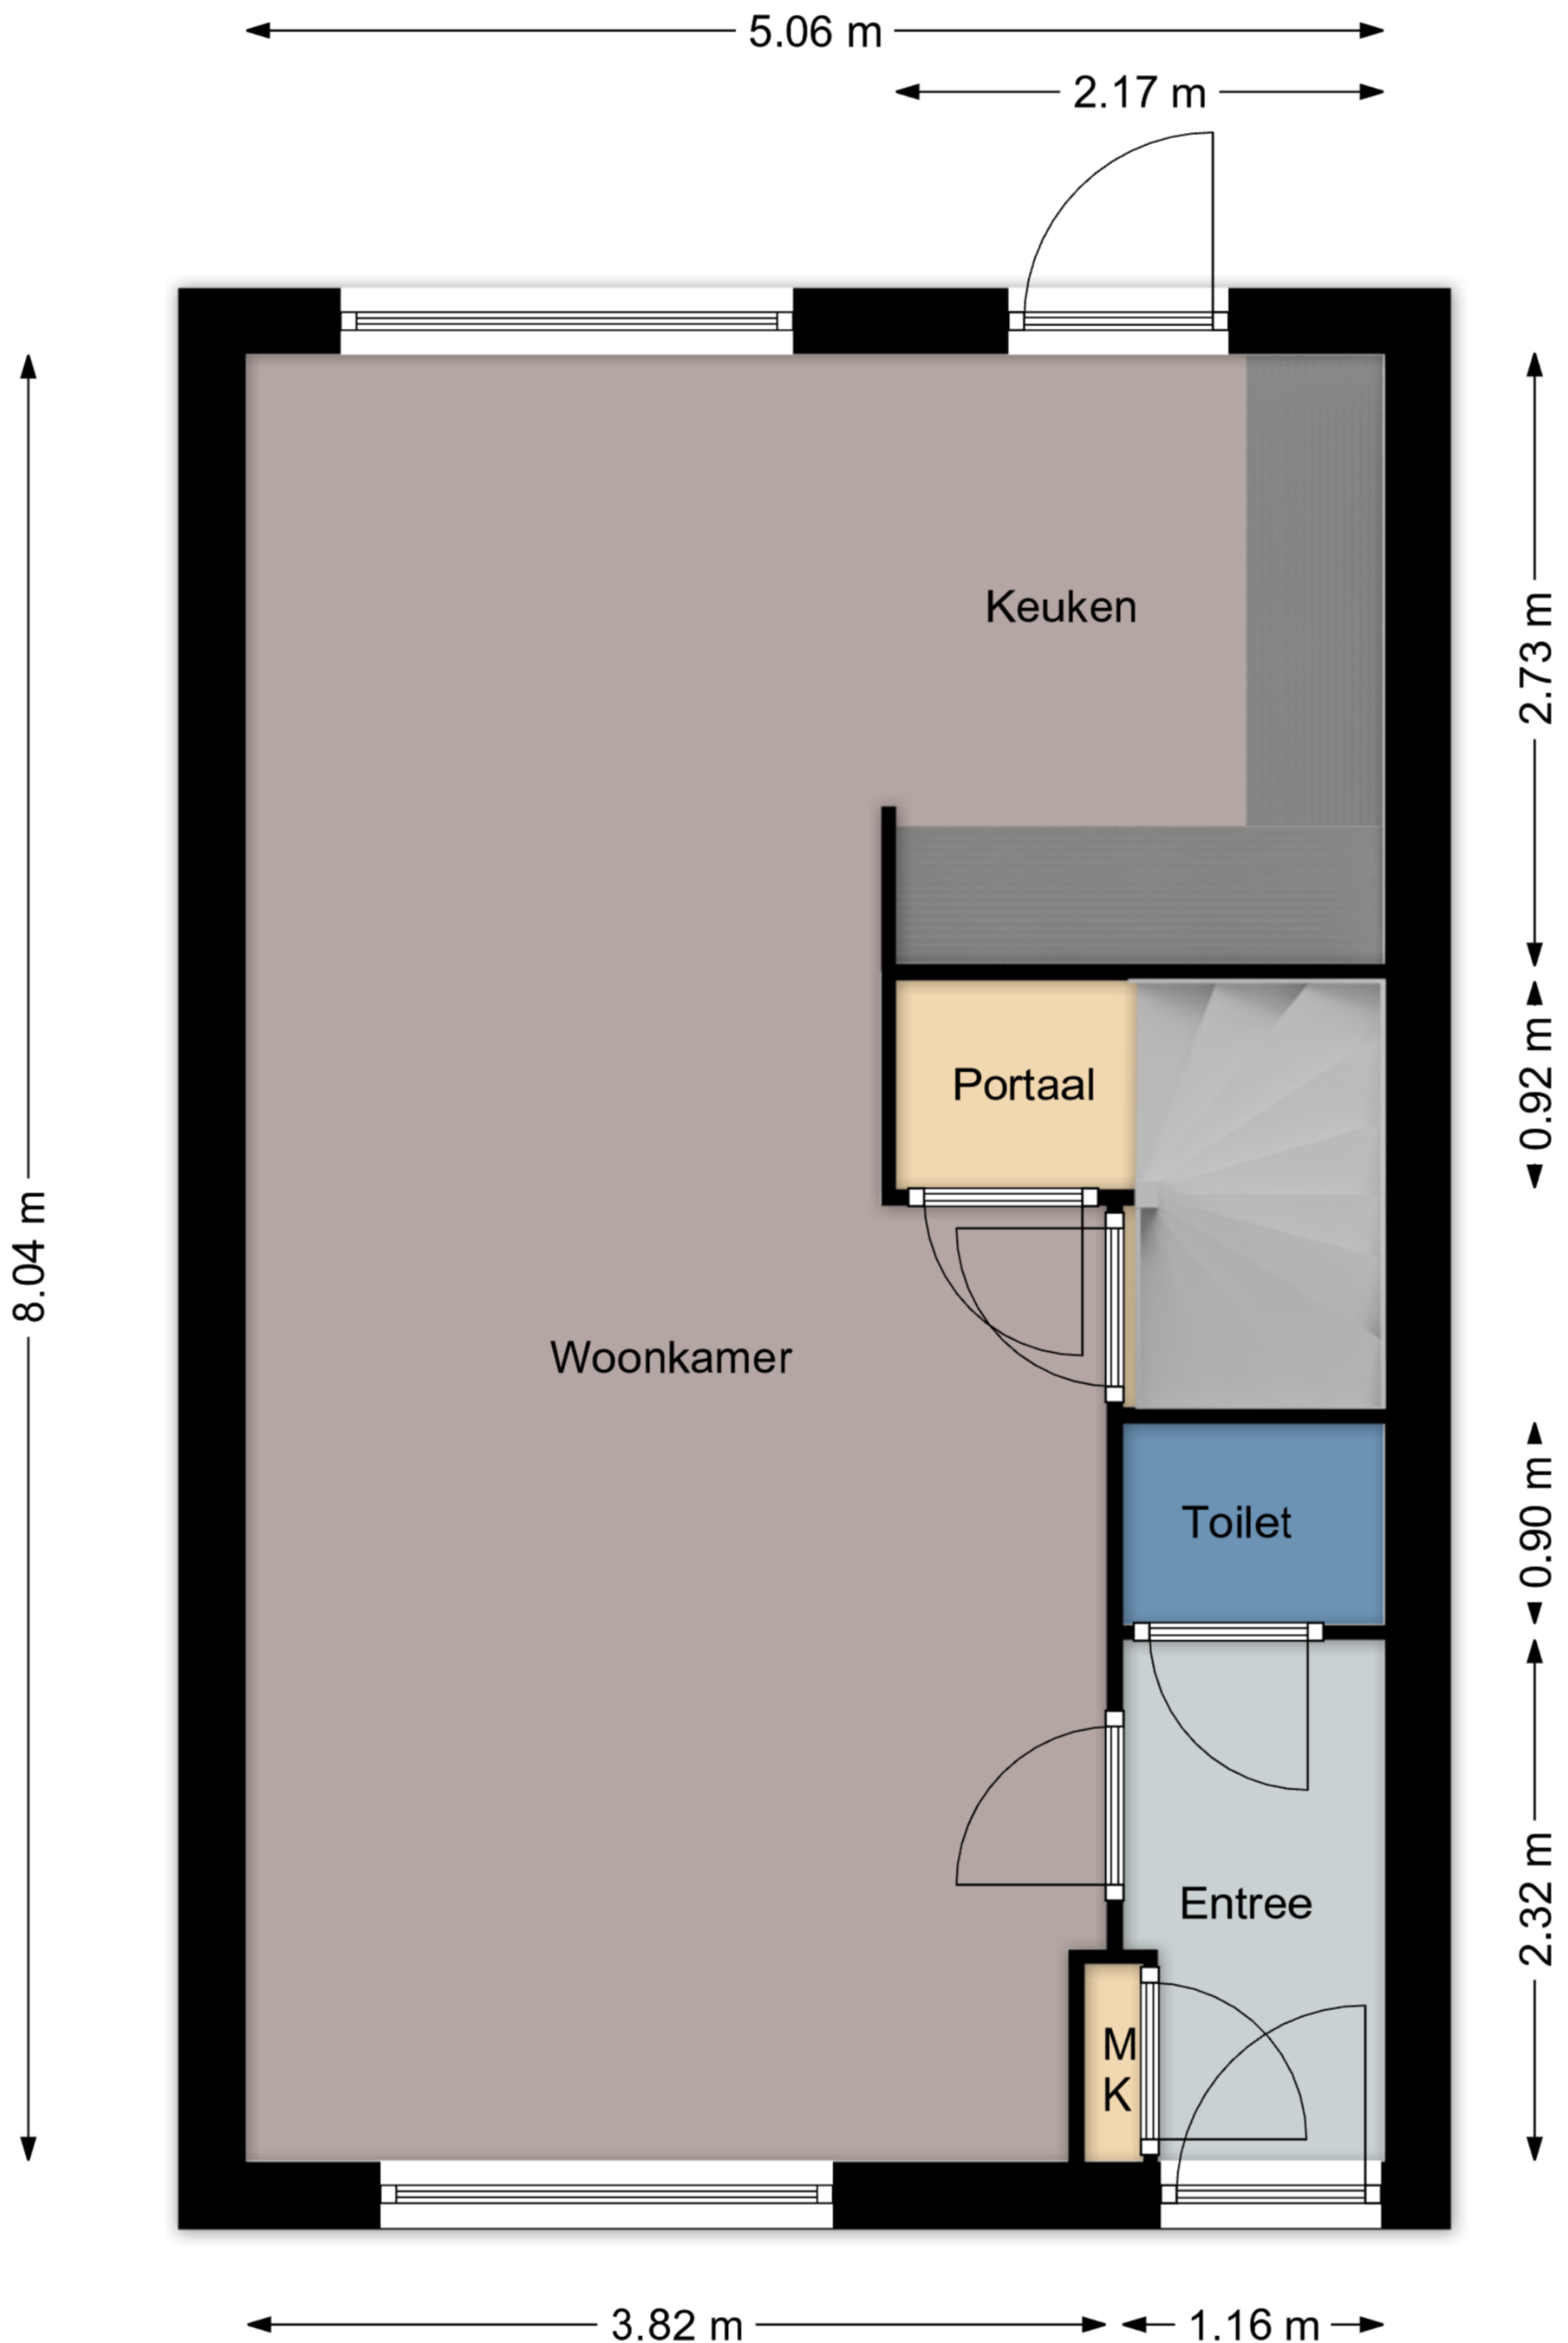 5.06 m
2.17 m
Keuken
2.73 m
Portaal
0.92 m
8.04 m
Woonkamer
Toilet
0.90 m
Entree
2.32 m
M
K
3.82 m
1.16 m